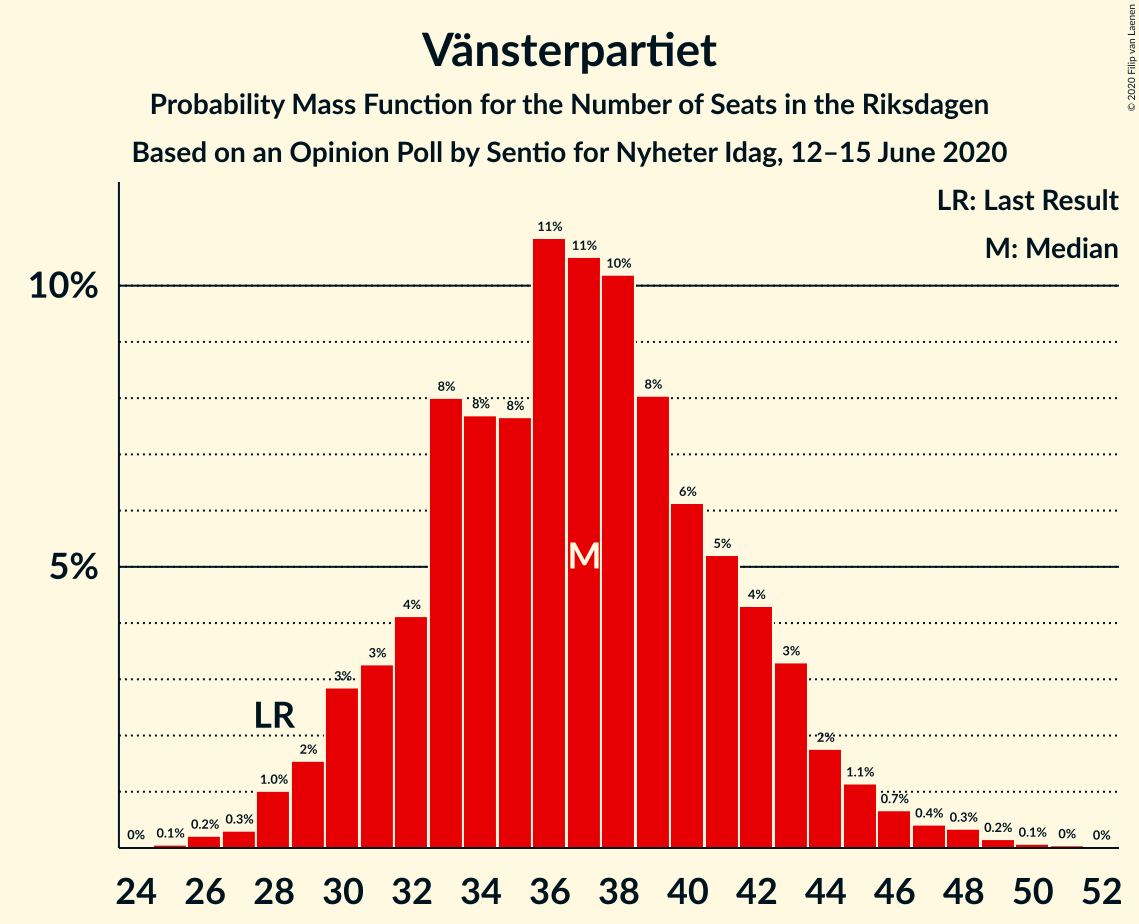 © 2020 Filip van Laenen
Vänsterpartiet
Probability Mass Function for the Number of Seats in the Riksdagen
Based on an Opinion Poll by Sentio for Nyheter Idag, 12–15 June 2020
LR: Last Result
M: Median
10%
5%
0% 0.1% 0.2% 0.3% 1.0% 2% 3% 3% 4% 8% 8% 8% 11% 11% 10% 8% 6% 5% 4% 3% 2% 1.1% 0.7% 0.4% 0.3% 0.2% 0.1% 0% 0%
LR
M
24 26 28 30 32 34 36 38 40 42 44 46 48 50 52